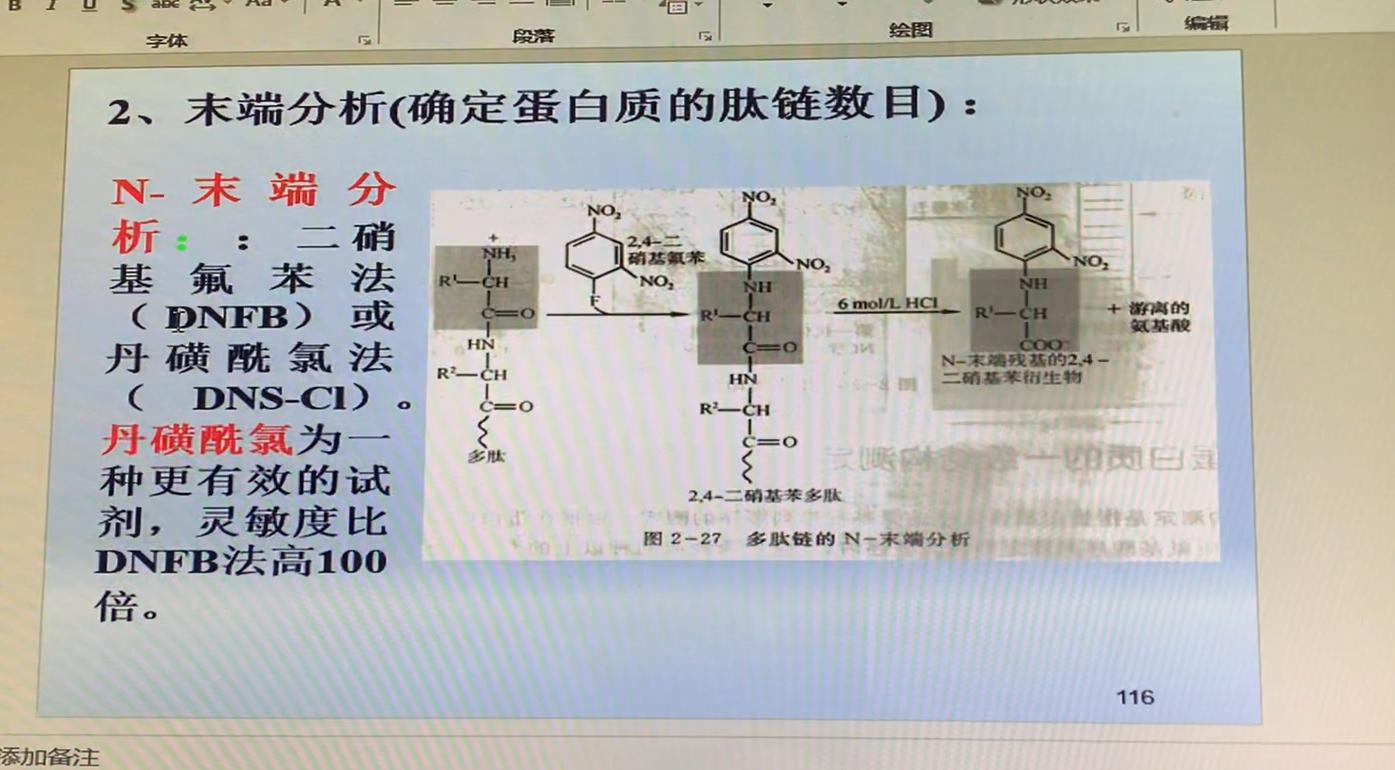 B I U S abc AV Aa A
字体
段落
绘图
编辑
2、末端分析(确定蛋白质的肽链数目)：
N-末端分
析：：二硝
基氟苯法
（DNFB）或
丹磺酰氯法
（DNS-Cl）。
丹磺酰氯为一
种更有效的试
剂，灵敏度比
DNFB法高100
倍。
+
NH₃
R¹—CH
C=O
HN
R²—CH
C=O
多肽
NO₂
NO₂
F
2,4-二
硝基氟苯
NO₂
NO₂
NH
R¹—CH
C=O
HN
R²—CH
C=O
2,4-二硝基苯多肽
6 mol/L HCl
NO₂
NO₂
NH
R¹—CH
COO⁻
N-末端残基的2,4-
二硝基苯衍生物
+ 游离的
氨基酸
图 2-27 多肽链的 N-末端分析
116
添加备注